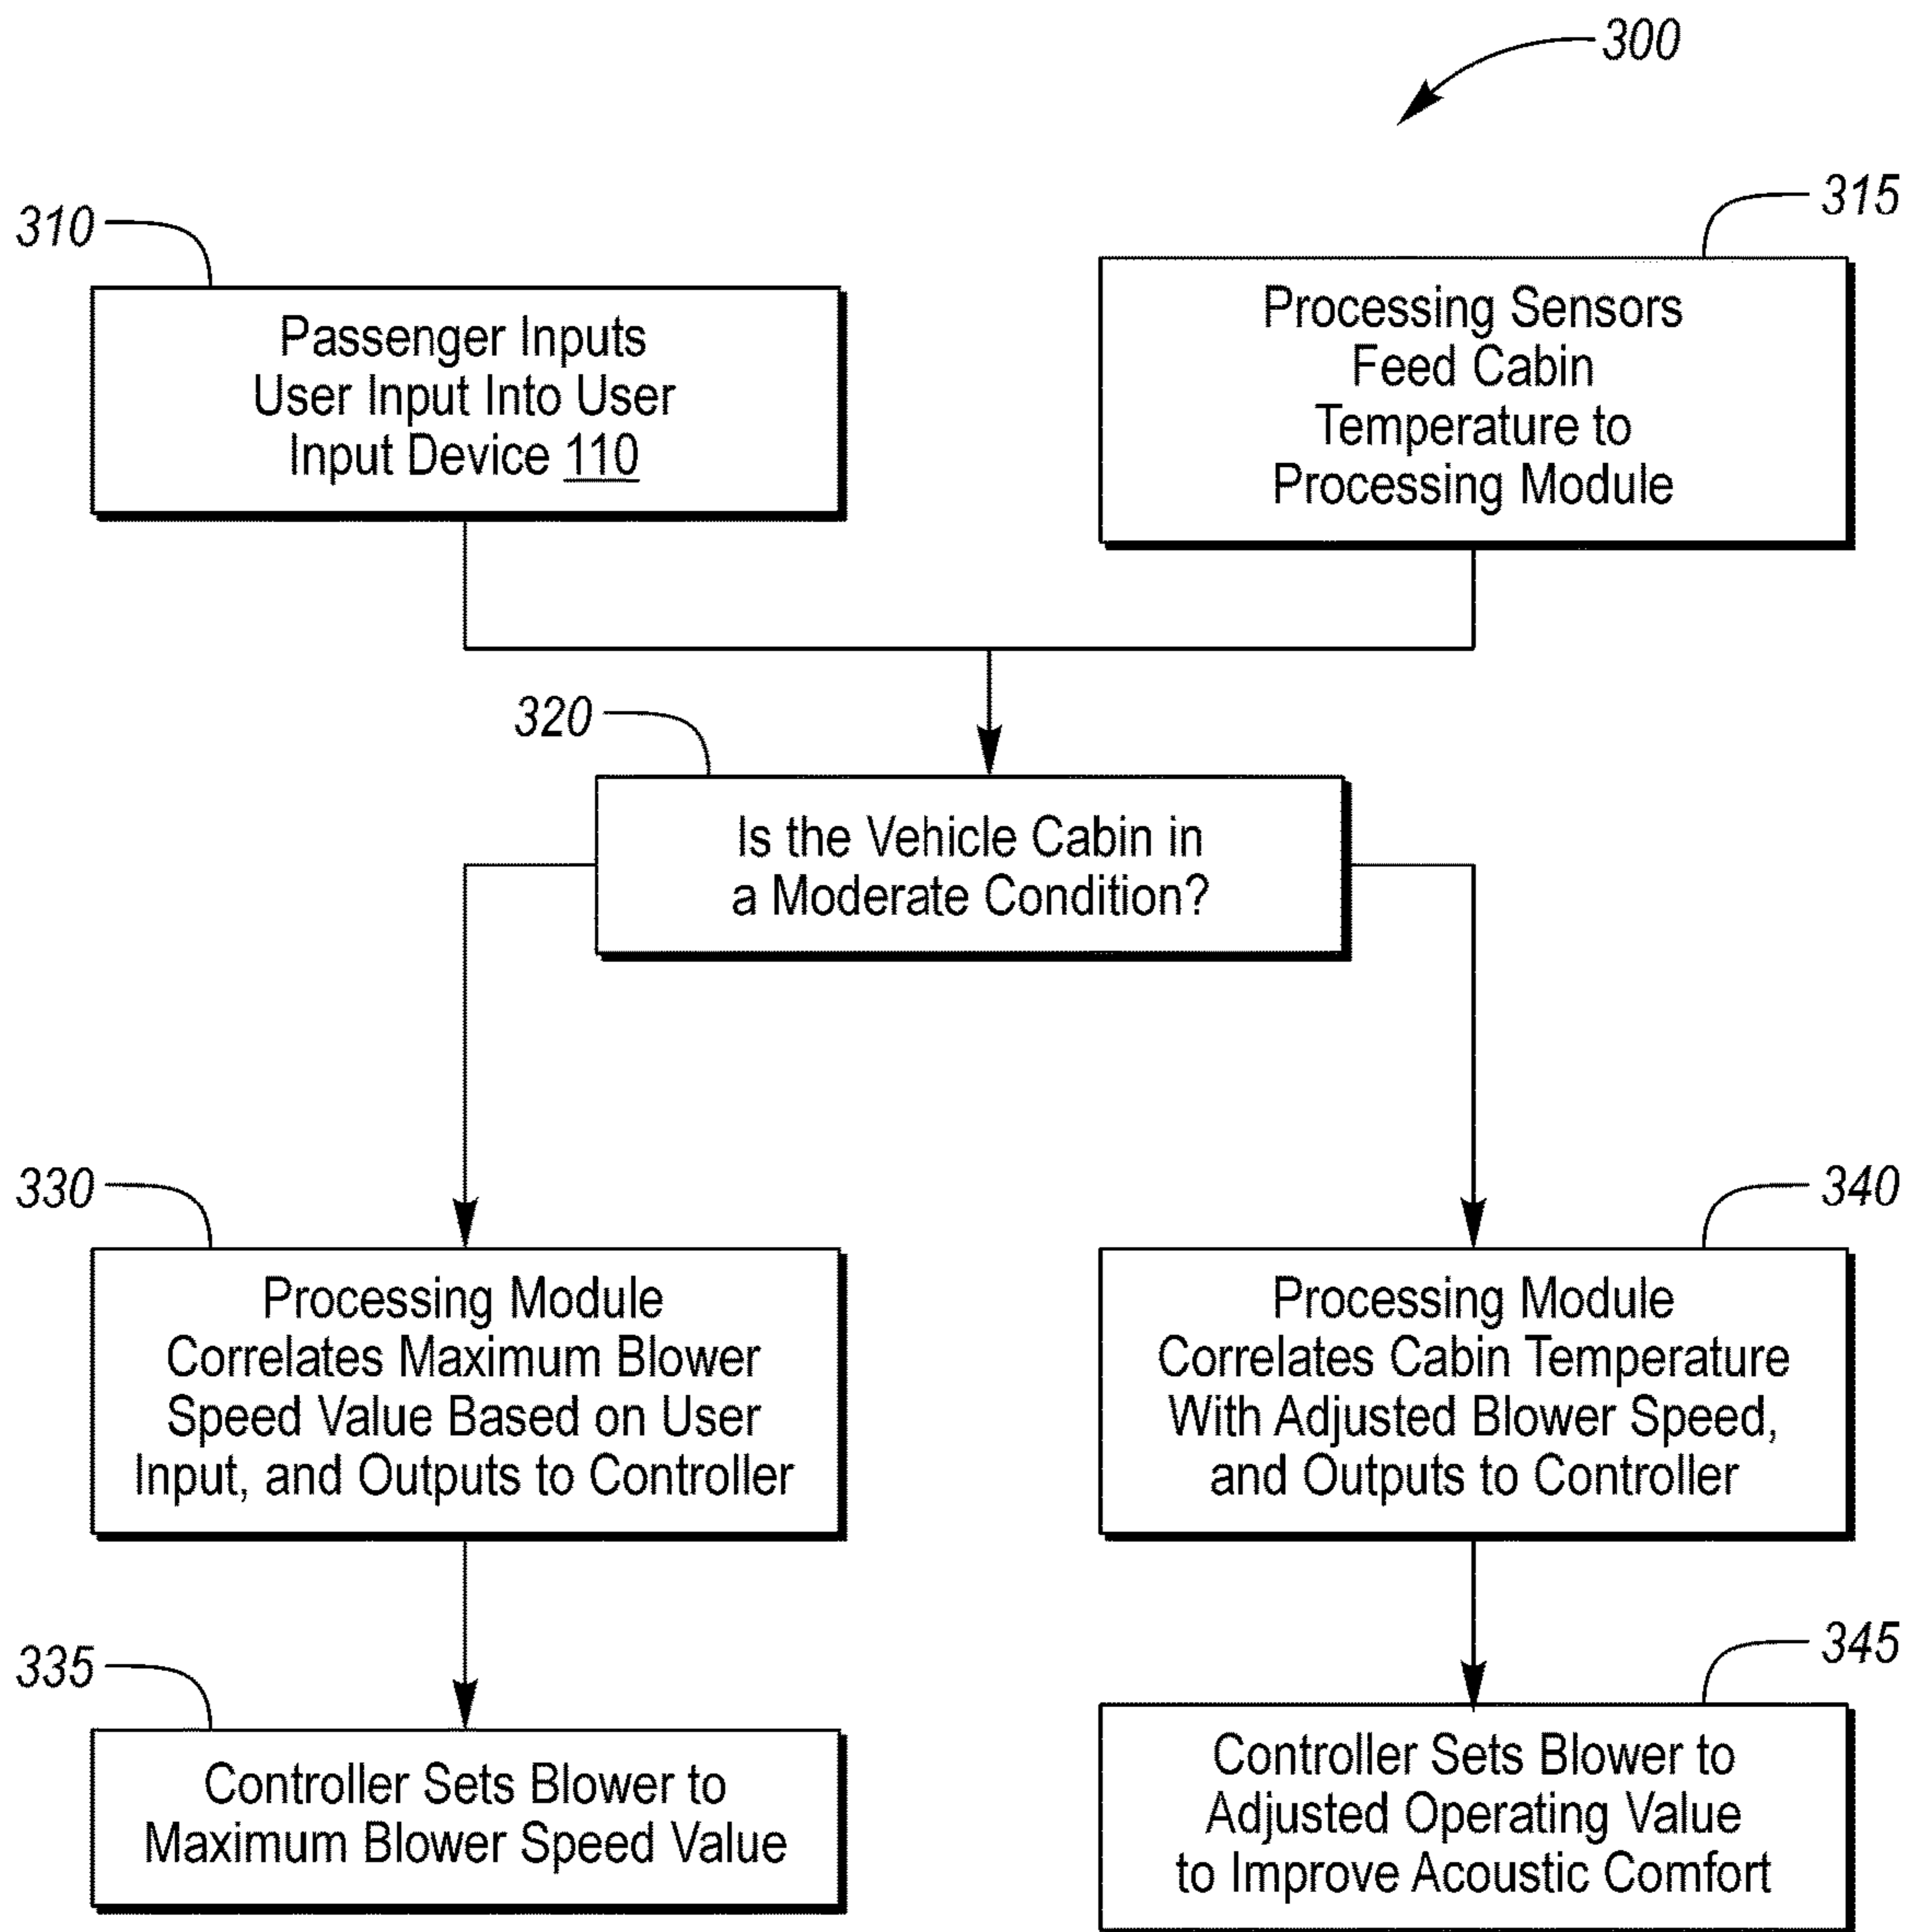 300
310
Passenger Inputs
User Input Into User
Input Device 110
315
Processing Sensors
Feed Cabin
Temperature to
Processing Module
320
Is the Vehicle Cabin in
a Moderate Condition?
330
Processing Module
Correlates Maximum Blower
Speed Value Based on User
Input, and Outputs to Controller
340
Processing Module
Correlates Cabin Temperature
With Adjusted Blower Speed,
and Outputs to Controller
335
Controller Sets Blower to
Maximum Blower Speed Value
345
Controller Sets Blower to
Adjusted Operating Value
to Improve Acoustic Comfort